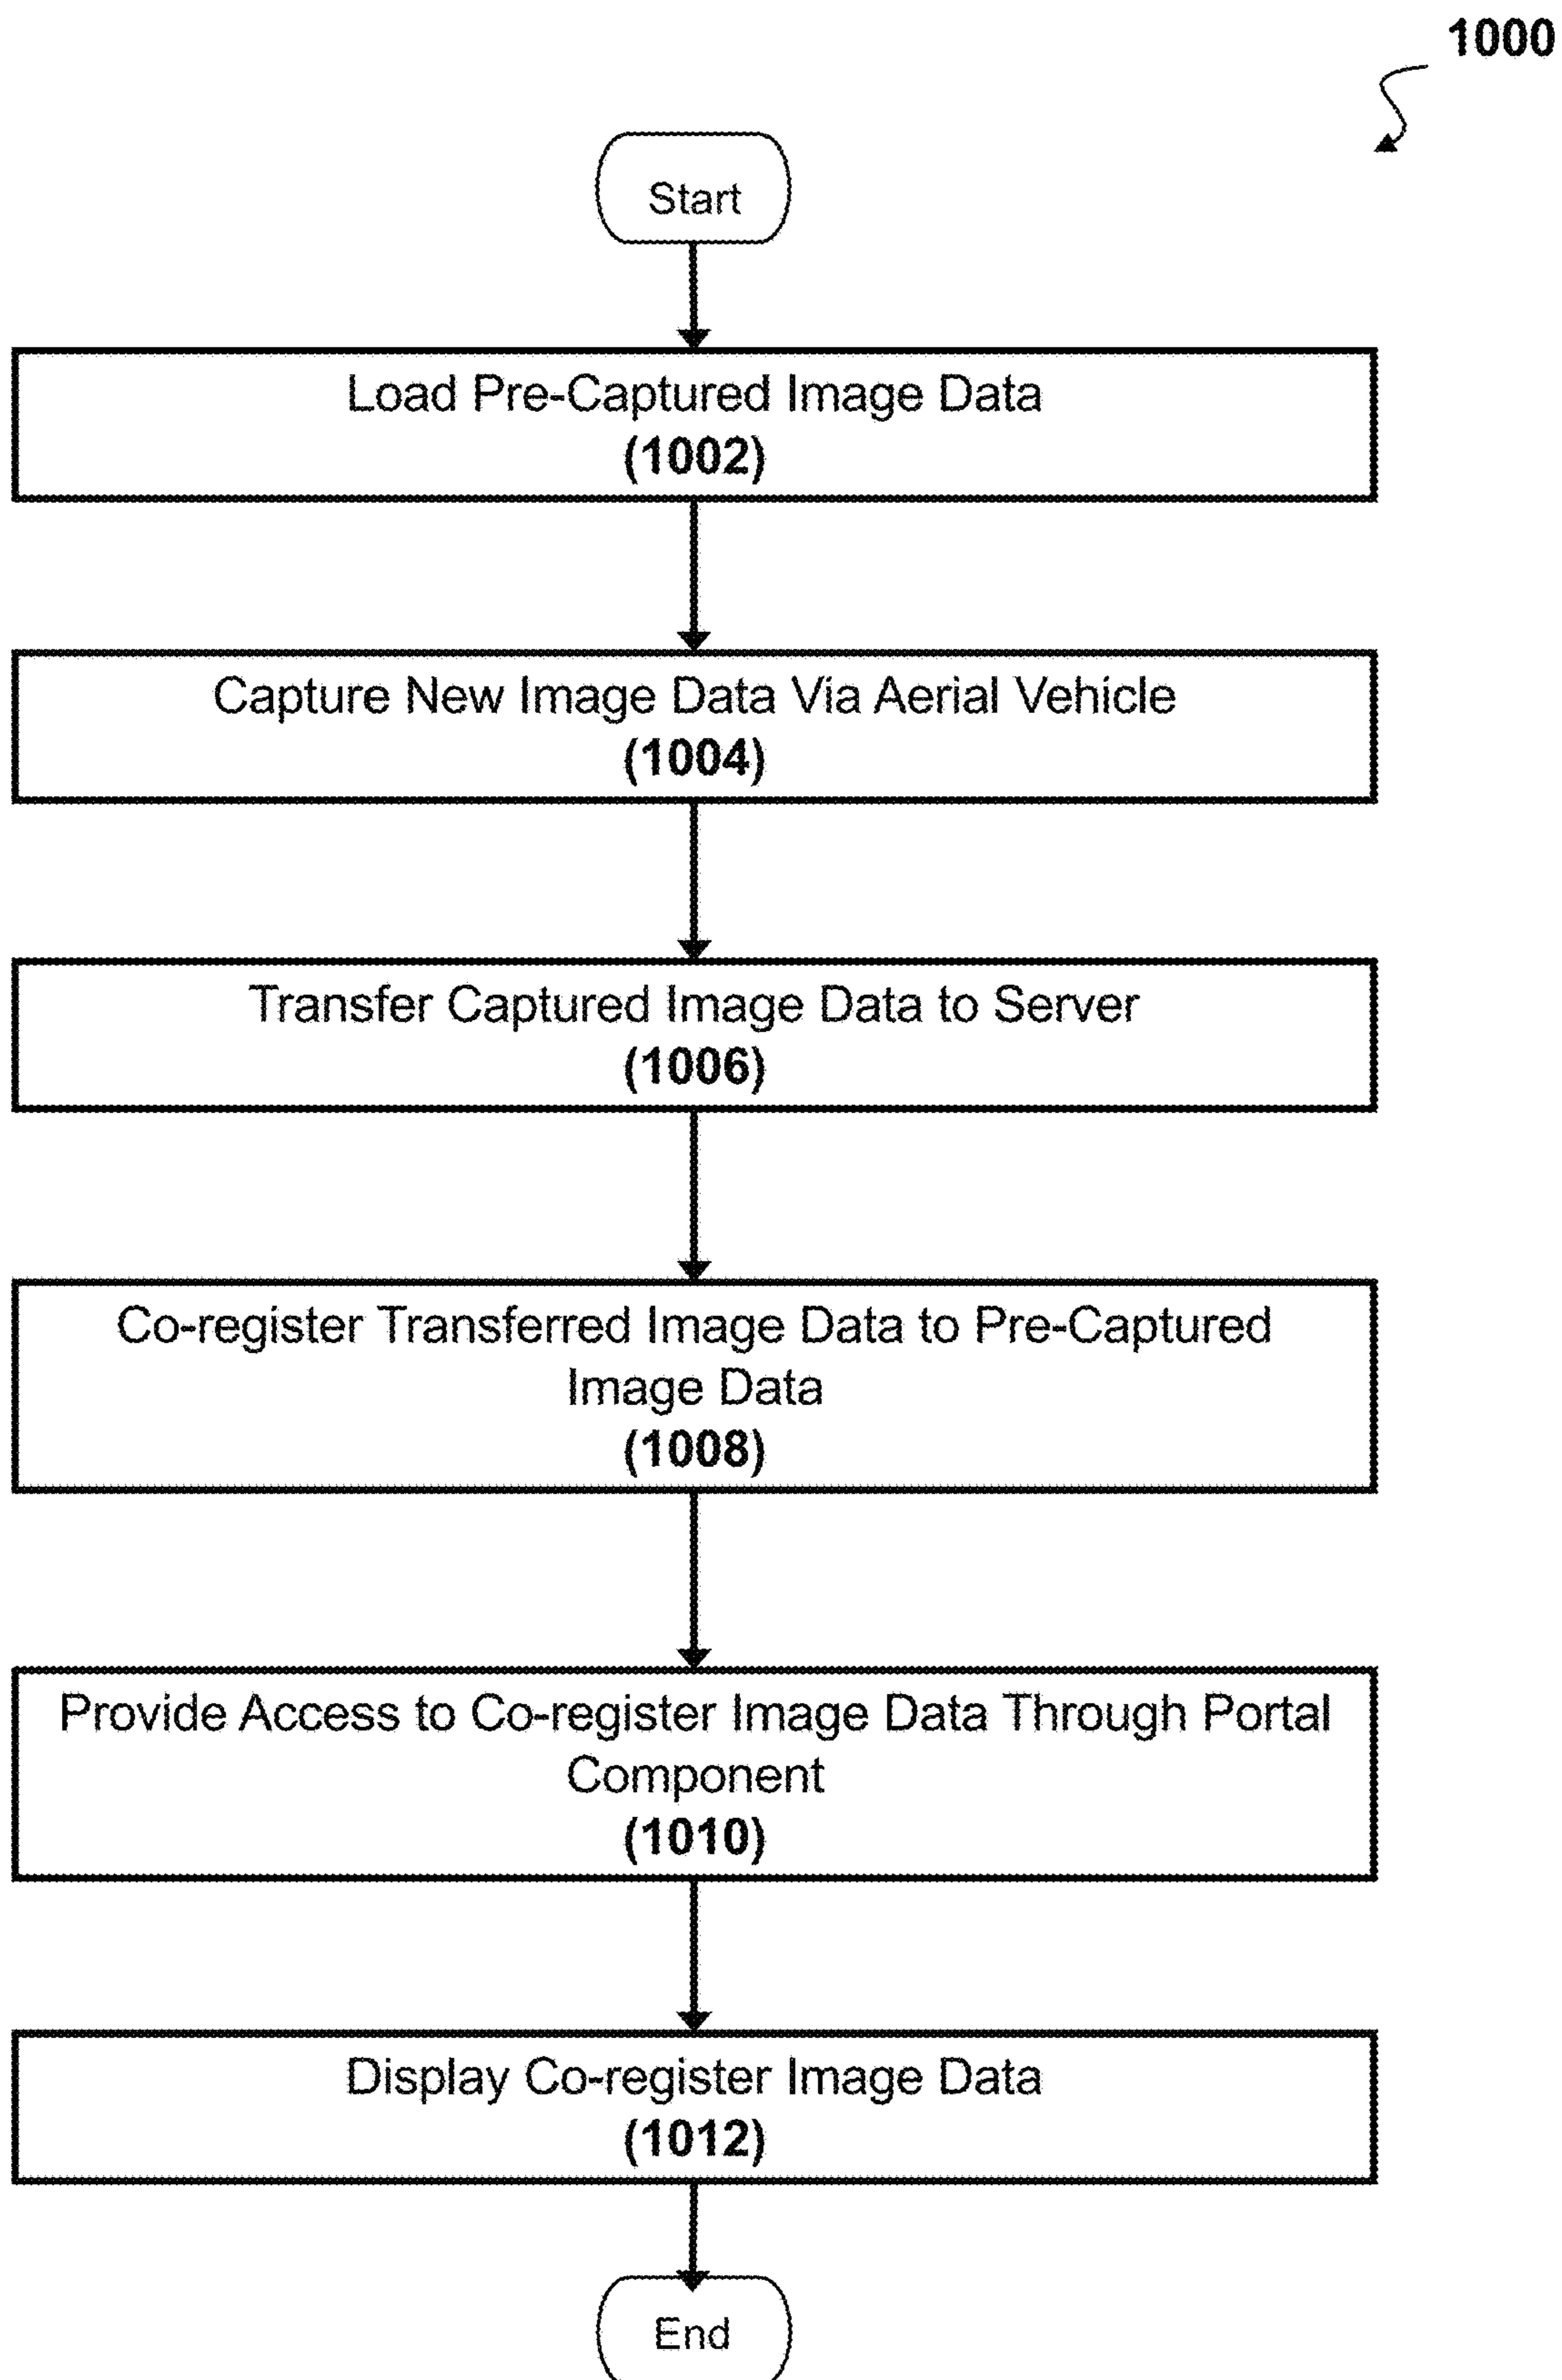 1000
Start
Load Pre-Captured Image Data
(1002)
Capture New Image Data Via Aerial Vehicle
(1004)
Transfer Captured Image Data to Server
(1006)
Co-register Transferred Image Data to Pre-Captured
Image Data
(1008)
Provide Access to Co-register Image Data Through Portal
Component
(1010)
Display Co-register Image Data
(1012)
End